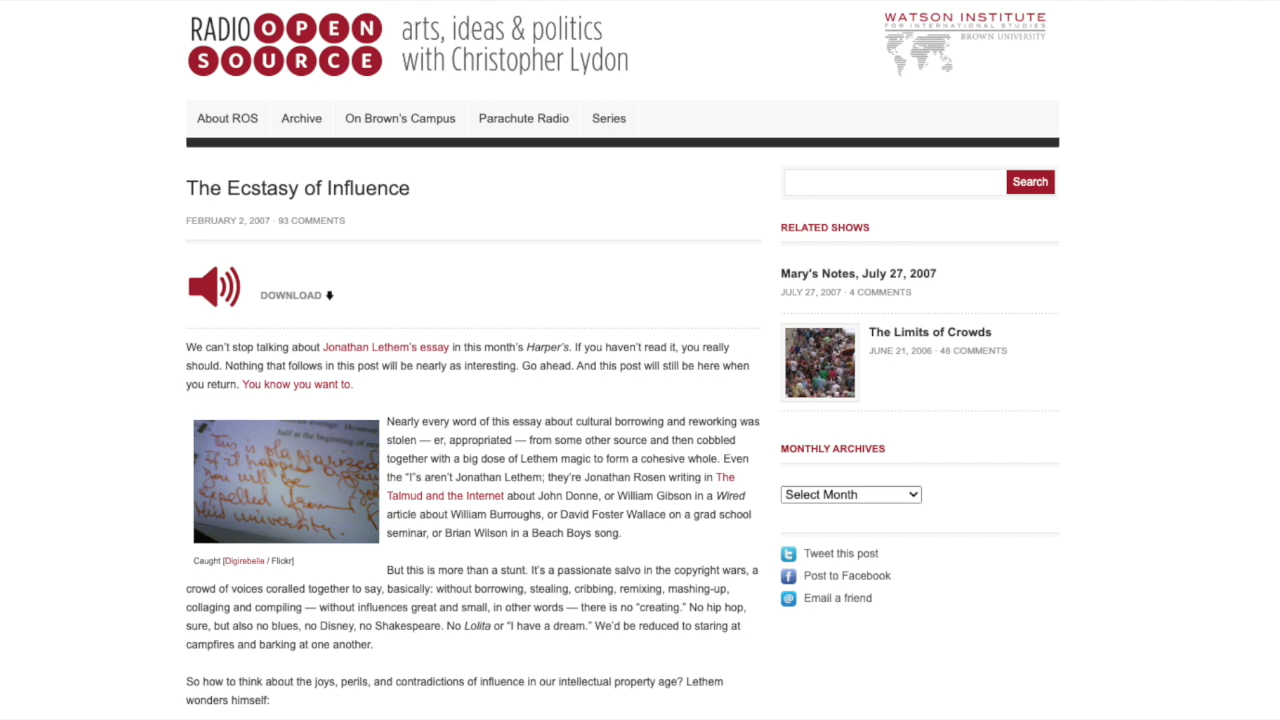 RADIO OPEN
SOURCE
arts, ideas & politics
with Christopher Lydon
WATSON INSTITUTE
FOR INTERNATIONAL STUDIES
BROWN UNIVERSITY
About ROS
Archive
On Brown's Campus
Parachute Radio
Series
The Ecstasy of Influence
FEBRUARY 2, 2007 · 93 COMMENTS
DOWNLOAD
We can't stop talking about Jonathan Lethem's essay in this month's Harper's. If you haven't read it, you really
should. Nothing that follows in this post will be nearly as interesting. Go ahead. And this post will still be here when
you return. You know you want to.
This is plagiarized
If it happens again
you will be
expelled from
this university.
Caught [Digirebelle / Flickr]
Nearly every word of this essay about cultural borrowing and reworking was
stolen — er, appropriated — from some other source and then cobbled
together with a big dose of Lethem magic to form a cohesive whole. Even
the "I"s aren't Jonathan Lethem; they're Jonathan Rosen writing in The
Talmud and the Internet about John Donne, or William Gibson in a Wired
article about William Burroughs, or David Foster Wallace on a grad school
seminar, or Brian Wilson in a Beach Boys song.
But this is more than a stunt. It's a passionate salvo in the copyright wars, a
crowd of voices coralled together to say, basically: without borrowing, stealing, cribbing, remixing, mashing-up,
collaging and compiling — without influences great and small, in other words — there is no "creating." No hip hop,
sure, but also no blues, no Disney, no Shakespeare. No Lolita or "I have a dream." We'd be reduced to staring at
campfires and barking at one another.
So how to think about the joys, perils, and contradictions of influence in our intellectual property age? Lethem
wonders himself:
Search
RELATED SHOWS
Mary's Notes, July 27, 2007
JULY 27, 2007 · 4 COMMENTS
The Limits of Crowds
JUNE 21, 2006 · 48 COMMENTS
MONTHLY ARCHIVES
Select Month
Tweet this post
Post to Facebook
Email a friend